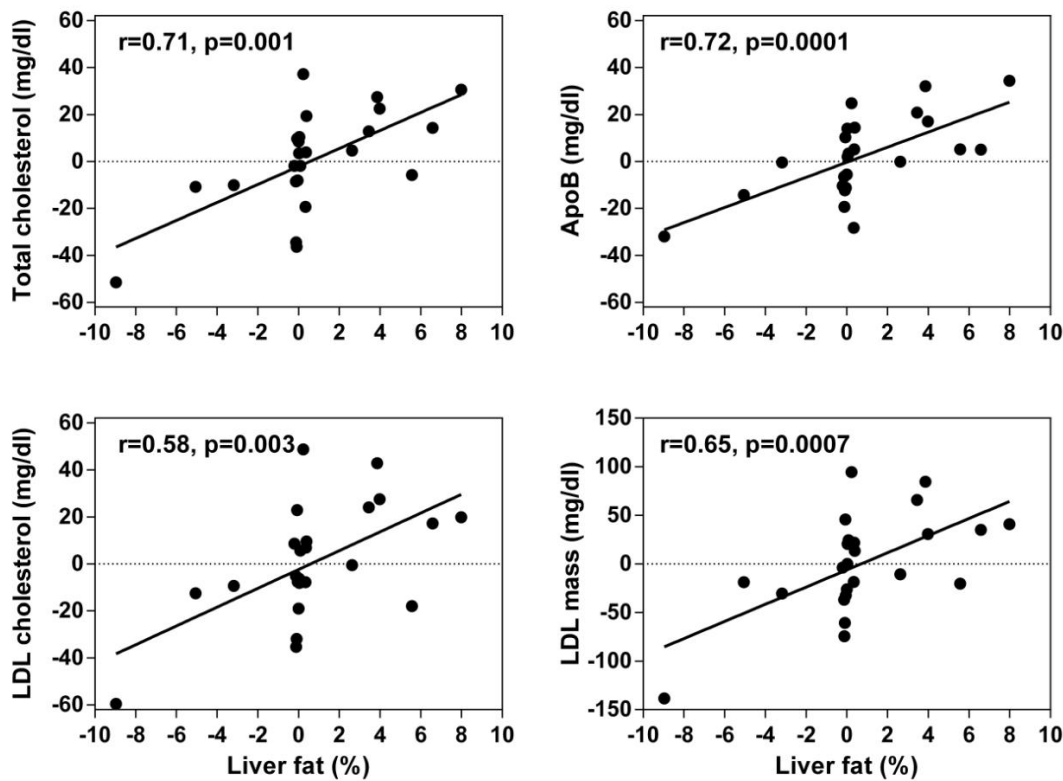 r=0.71, p=0.001
Total cholesterol (mg/dl)
60
40
20
0
-20
-40
-60
-10 -8 -6 -4 -2 0 2 4 6 8 10
r=0.72, p=0.0001
ApoB (mg/dl)
60
40
20
0
-20
-40
-60
-10 -8 -6 -4 -2 0 2 4 6 8 10
r=0.58, p=0.003
LDL cholesterol (mg/dl)
60
40
20
0
-20
-40
-60
-10 -8 -6 -4 -2 0 2 4 6 8 10
Liver fat (%)
r=0.65, p=0.0007
LDL mass (mg/dl)
150
100
50
0
-50
-100
-150
-10 -8 -6 -4 -2 0 2 4 6 8 10
Liver fat (%)